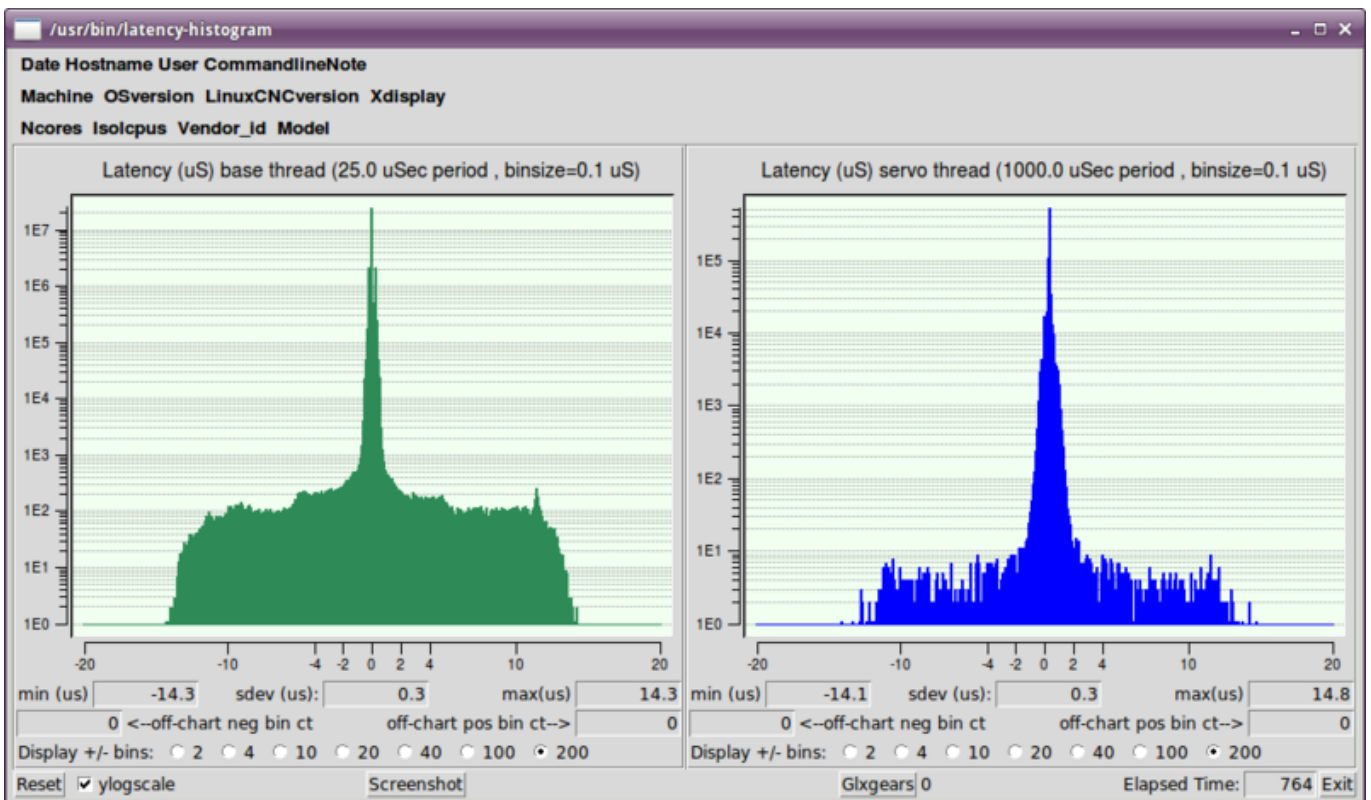 /usr/bin/latency-histogram
Date Hostname User CommandlineNote
Machine OSversion LinuxCNCversion Xdisplay
Ncores Isolcpus Vendor_id Model
Latency (uS) base thread (25.0 uSec period , binsize=0.1 uS)
1E7
1E6
1E5
1E4
1E3
1E2
1E1
1E0
-20 -10 -4 -2 0 2 4 10 20
min (us) -14.3 sdev (us): 0.3 max(us) 14.3
0 <--off-chart neg bin ct off-chart pos bin ct--> 0
Display +/- bins: 2 4 10 20 40 100 200
Latency (uS) servo thread (1000.0 uSec period , binsize=0.1 uS)
1E5
1E4
1E3
1E2
1E1
1E0
-20 -10 -4 -2 0 2 4 10 20
min (us) -14.1 sdev (us): 0.3 max(us) 14.8
0 <--off-chart neg bin ct off-chart pos bin ct--> 0
Display +/- bins: 2 4 10 20 40 100 200
Reset ylogscale Screenshot Glxgears 0 Elapsed Time: 764 Exit